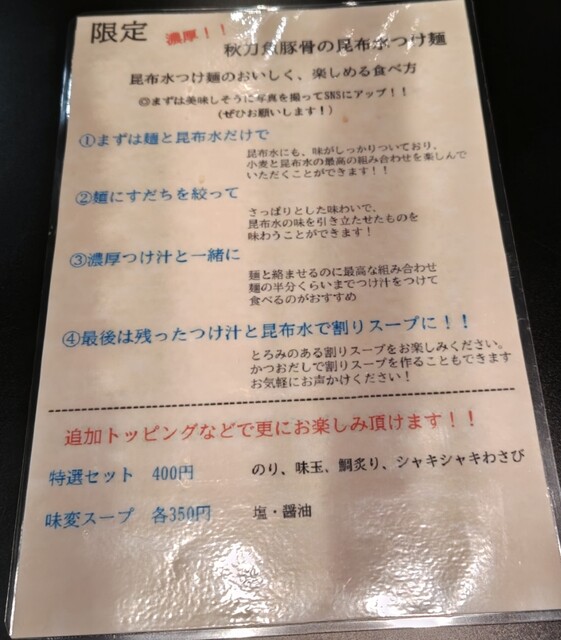 限定 濃厚！！
秋刀魚豚骨の昆布水つけ麺
昆布水つけ麺のおいしく、楽しめる食べ方
◎まずは美味しそうに写真を撮ってSNSにアップ！！
(ぜひお願いします！)
①まずは麺と昆布水だけで
昆布水にも、味がしっかりついており、
小麦と昆布水の最高の組み合わせを楽しんで
いただくことができます！！
②麺にすだちを絞って
さっぱりとした味わいで、
昆布水の味を引き立たせたものを
味わうことができます！
③濃厚つけ汁と一緒に
麺と絡ませるのに最高な組み合わせ
麺の半分くらいまでつけ汁をつけて
食べるのがおすすめ
④最後は残ったつけ汁と昆布水で割りスープに！！
とろみのある割りスープをお楽しみください。
かつおだしで割りスープを作ることもできます
お気軽にお声かけください！
追加トッピングなどで更にお楽しみ頂けます！！
特選セット 400円 のり、味玉、鯛炙り、シャキシャキわさび
味変スープ 各350円 塩・醤油